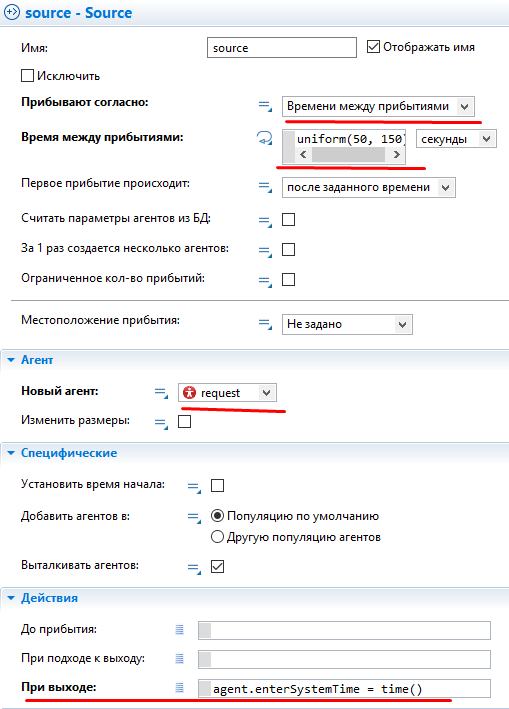 source - Source
Имя: source Отображать имя
Исключить
Прибывают согласно: Времени между прибытиями
Время между прибытиями: uniform(50, 150) секунды
Первое прибытие происходит: после заданного времени
Считать параметры агентов из БД:
За 1 раз создается несколько агентов:
Ограниченное кол-во прибытий:
Местоположение прибытия: Не задано
Агент
Новый агент: request
Изменить размеры:
Специфические
Установить время начала:
Добавить агентов в: Популяцию по умолчанию
Другую популяцию агентов
Выталкивать агентов:
Действия
До прибытия:
При подходе к выходу:
При выходе: agent.enterSystemTime = time()